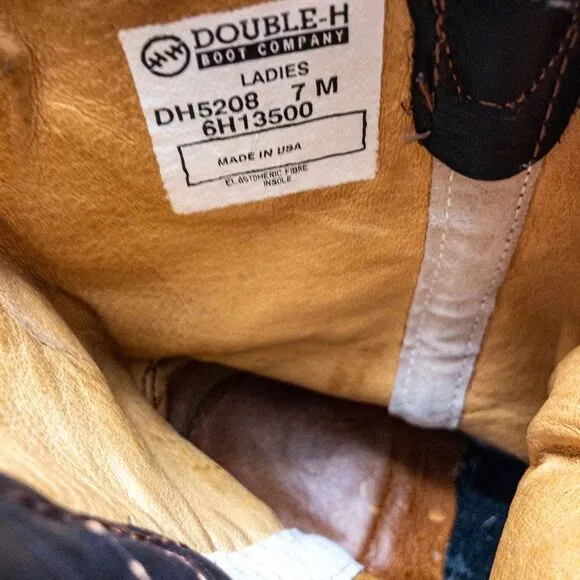 DOUBLE-H
BOOT COMPANY
LADIES
DH5208 7 M
6H13500
MADE IN USA
ELASTOMERIC FIBRE
INSOLE